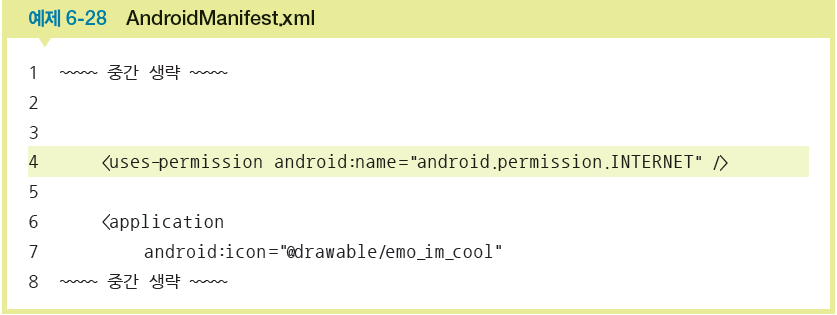 예제 6-28 AndroidManifest.xml
1 ~~~~~ 중간 생략 ~~~~~
2
3
4 <uses-permission android:name="android.permission.INTERNET" />
5
6 <application
7 android:icon="@drawable/emo_im_cool"
8 ~~~~~ 중간 생략 ~~~~~